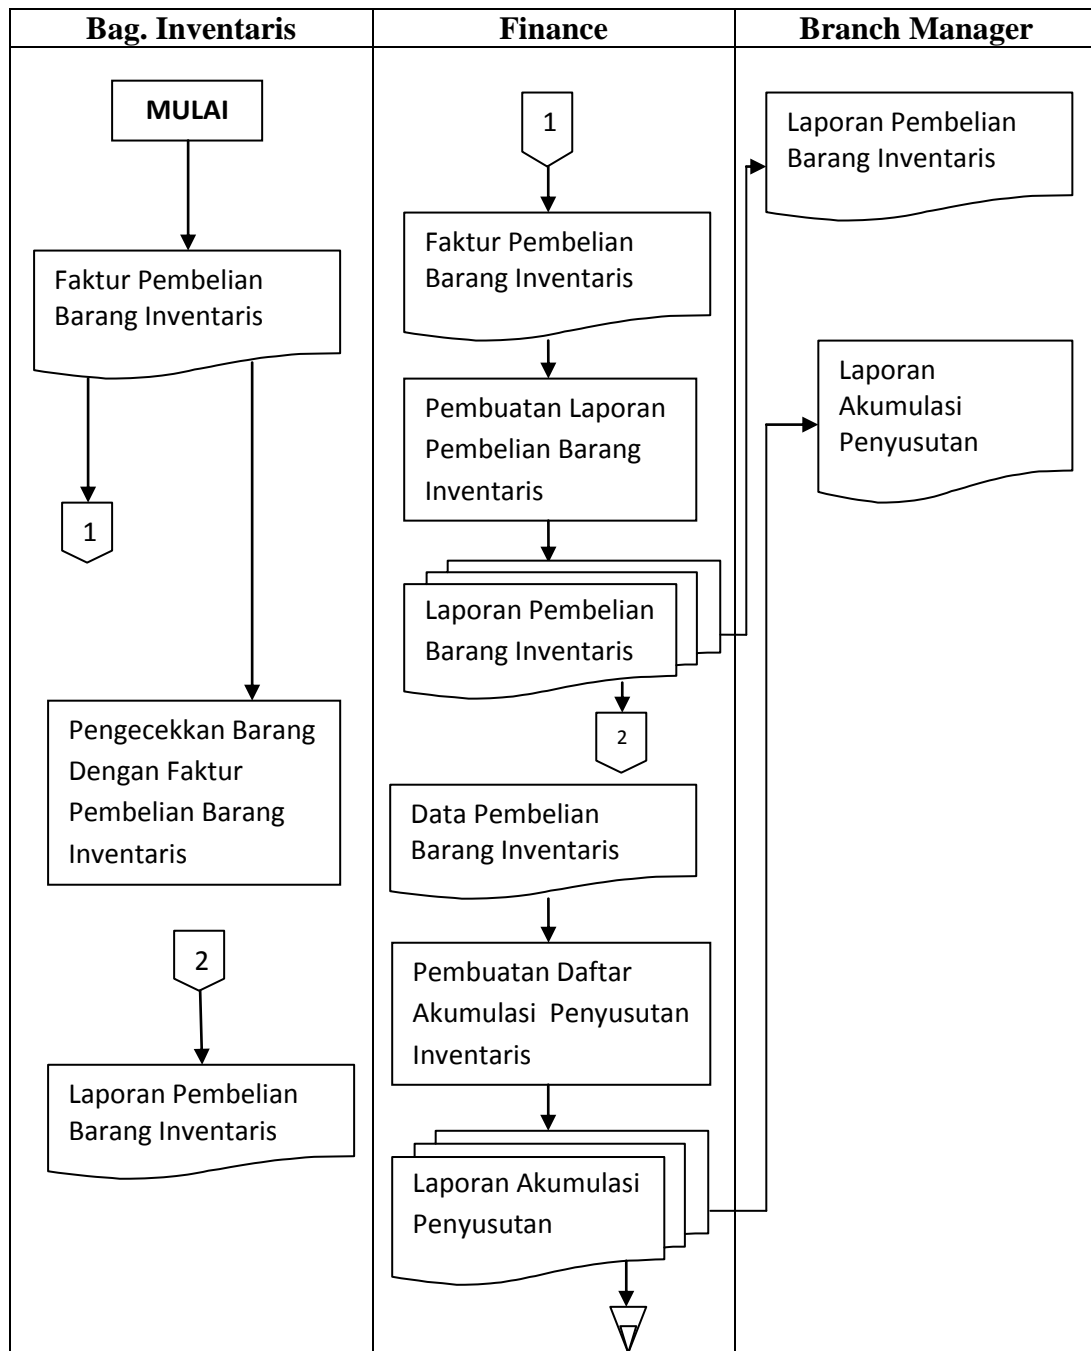 Bag. Inventaris
Finance
Branch Manager
MULAI
Faktur Pembelian
Barang Inventaris
1
Pengecekkan Barang
Dengan Faktur
Pembelian Barang
Inventaris
2
Laporan Pembelian
Barang Inventaris
1
Faktur Pembelian
Barang Inventaris
Pembuatan Laporan
Pembelian Barang
Inventaris
Laporan Pembelian
Barang Inventaris
2
Data Pembelian
Barang Inventaris
Pembuatan Daftar
Akumulasi Penyusutan
Inventaris
Laporan Akumulasi
Penyusutan
Laporan Pembelian
Barang Inventaris
Laporan
Akumulasi
Penyusutan